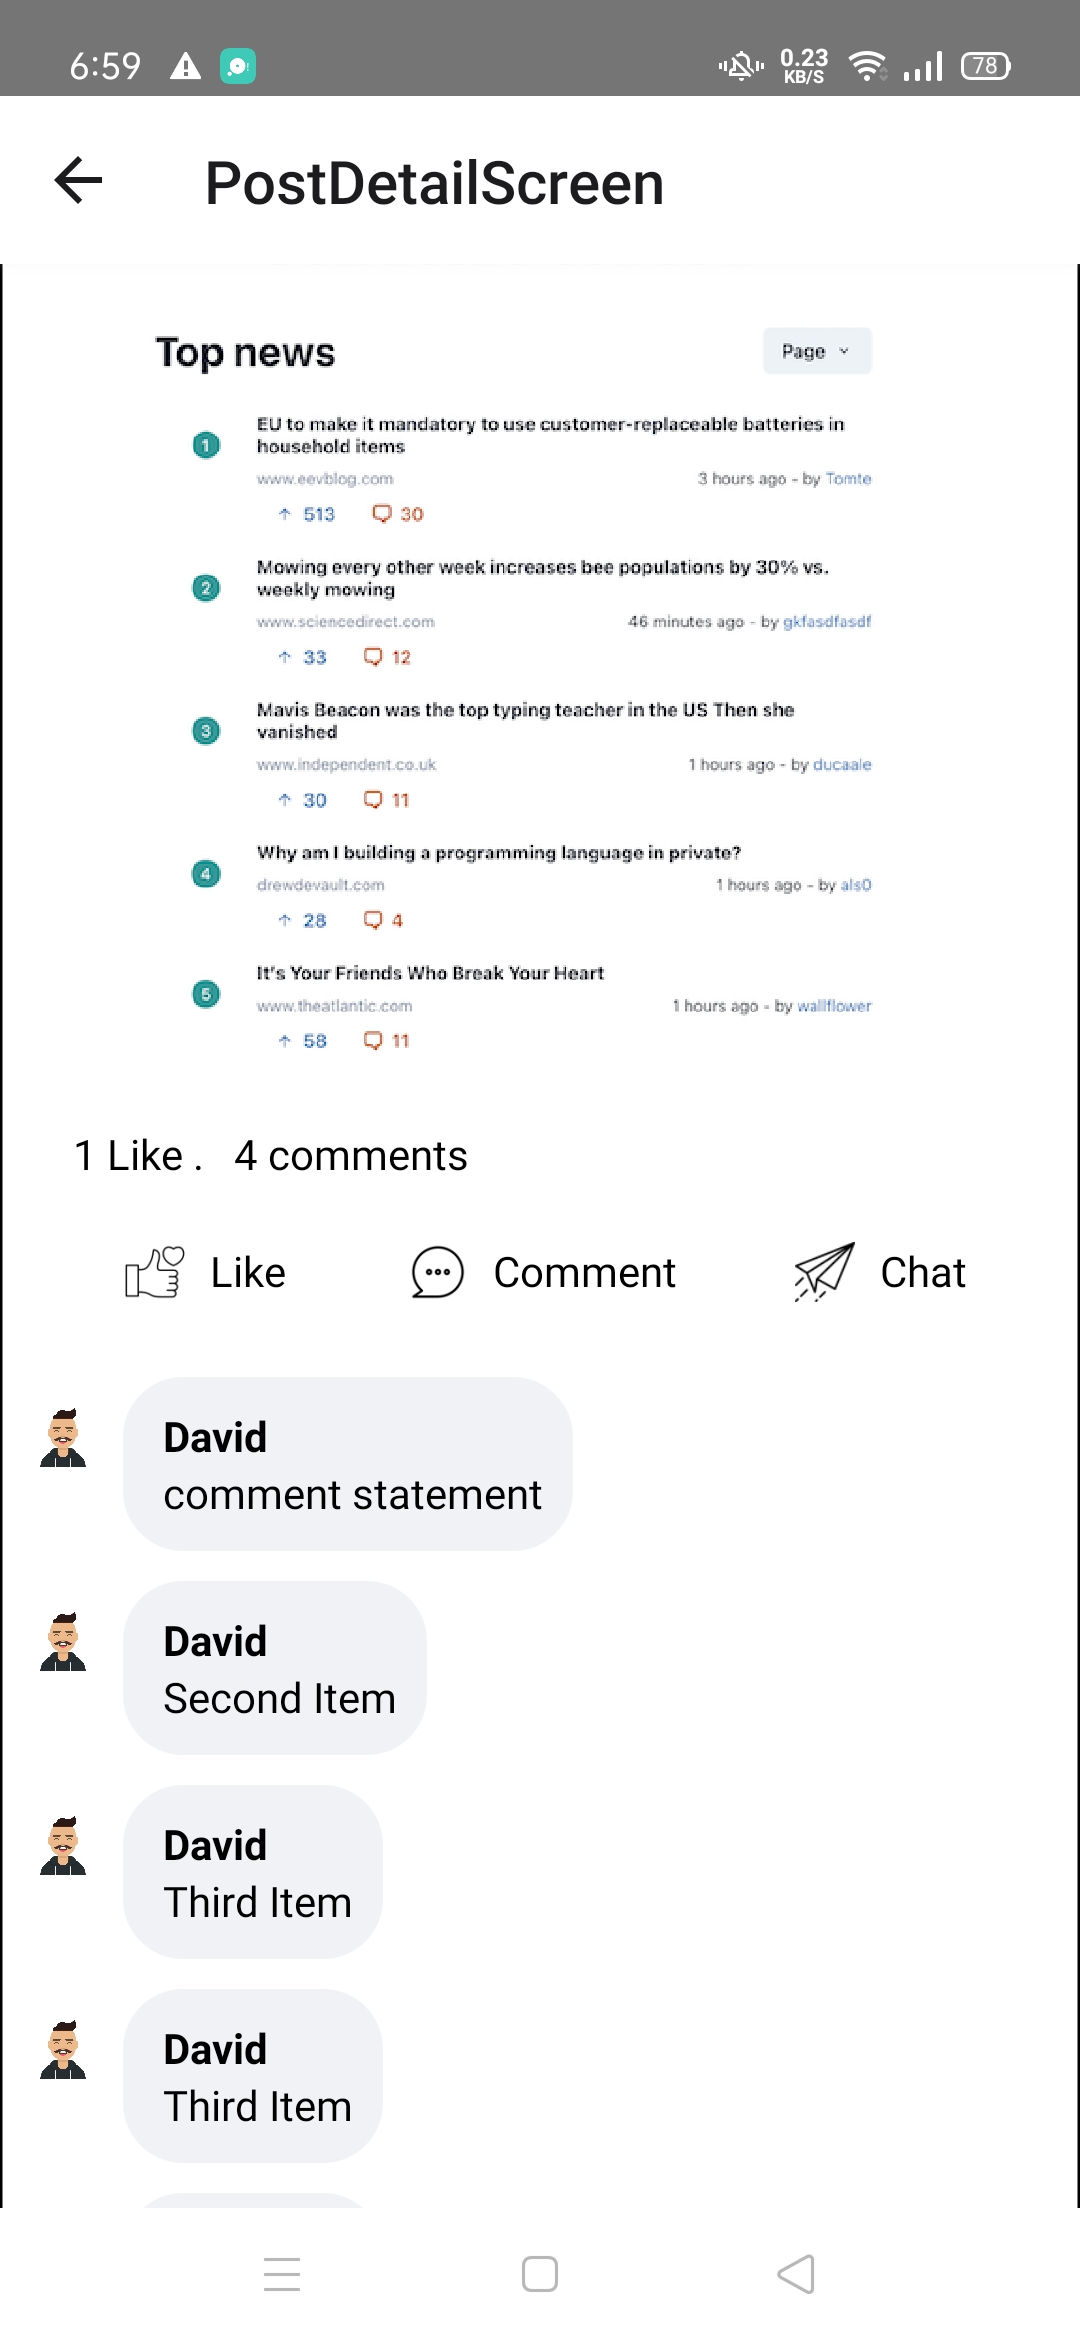 6:59
0.23
KB/S
78
PostDetailScreen
Top news
Page
1
EU to make it mandatory to use customer-replaceable batteries in
household items
www.eevblog.com
3 hours ago - by Tomte
513
30
2
Mowing every other week increases bee populations by 30% vs.
weekly mowing
www.sciencedirect.com
46 minutes ago - by gkfasdfasdf
33
12
3
Mavis Beacon was the top typing teacher in the US Then she
vanished
www.independent.co.uk
1 hours ago - by ducaale
30
11
4
Why am I building a programming language in private?
drewdevault.com
1 hours ago - by als0
28
4
5
It's Your Friends Who Break Your Heart
www.theatlantic.com
1 hours ago - by wallflower
58
11
1 Like .   4 comments
Like
Comment
Chat
David
comment statement
David
Second Item
David
Third Item
David
Third Item